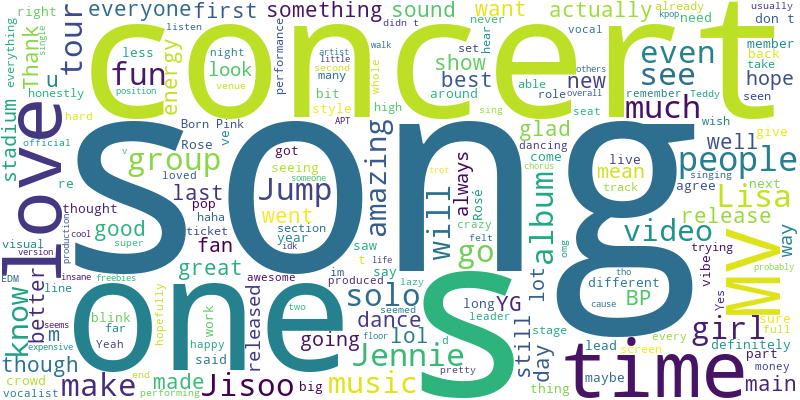 right
everyone
first
something
sound
want
actually
already
kpop
need
usually
don t
everything
Thank
u
tour
concert
listen
never
didn t
hear
vocal
member
back
take
less
night
artist
little
set
fun
look
energy
performance
single
position
venue
second
many
whole
walk
show
best
able
others
even
see
new
hope
seen
honestly
bit
around
role
overall
remember
Teddy
stadium
hard
style
high
sing
seat
much
wish
official
Born Pink
APT
glad
dancing
well
give
love
v
Rose
ve
got
amazing
come
live
people
re
group
loved
seeing
someone
song
mean
singing
last
Jump
always
trot
chorus
track
agree
next
thought
pop
haha
went
will
Rosé
album
Lisa
visual
good
ticket
section
crazy
video
release
version
production
cool
super
fan
year
idk
saw
felt
go
omg
trying
vibe
way
EDM
know
better
line
insane
great
awesome
t
life
im
say
lazy
tho
different
MV
probably
seems
freebies
one
two
produced
seemed
solo
long
YG
lot
cause
BP
Yes
m
blink
far
hopefully
work
happy
released
s
leader
still
day
every
girl
sure
full
though
Yeah
said
going
floor
dance
lol
d
stage
time
lead
screen
definitely
expensive
crowd
vocalist
make
end
performing
made
Jisoo
big
music
Jennie
pretty
thing
maybe
part
money
main